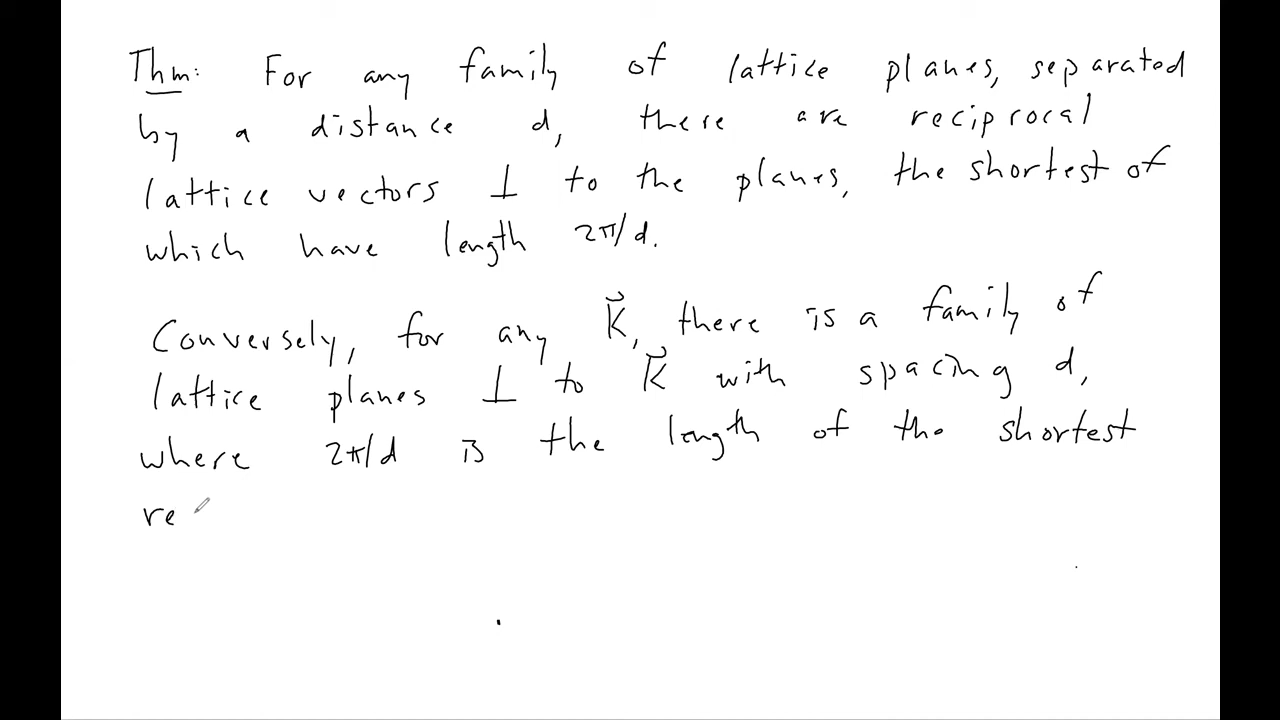 Thm: For any family of lattice planes, separated
by a distance d, there are reciprocal
lattice vectors ⊥ to the planes, the shortest of
which have length 2π/d.
Conversely, for any K⃗, there is a family of
lattice planes ⊥ to K⃗ with spacing d,
where 2π/d is the length of the shortest
re